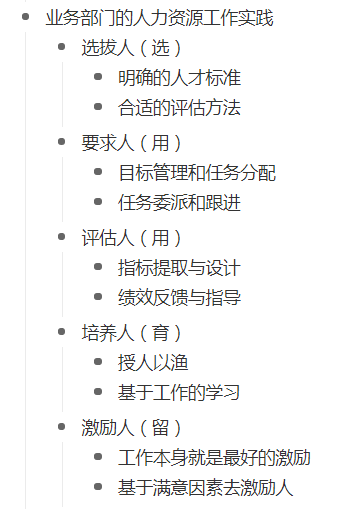 业务部门的人力资源工作实践
选拔人（选）
明确的人才标准
合适的评估方法
要求人（用）
目标管理和任务分配
任务委派和跟进
评估人（用）
指标提取与设计
绩效反馈与指导
培养人（育）
授人以渔
基于工作的学习
激励人（留）
工作本身就是最好的激励
基于满意因素去激励人